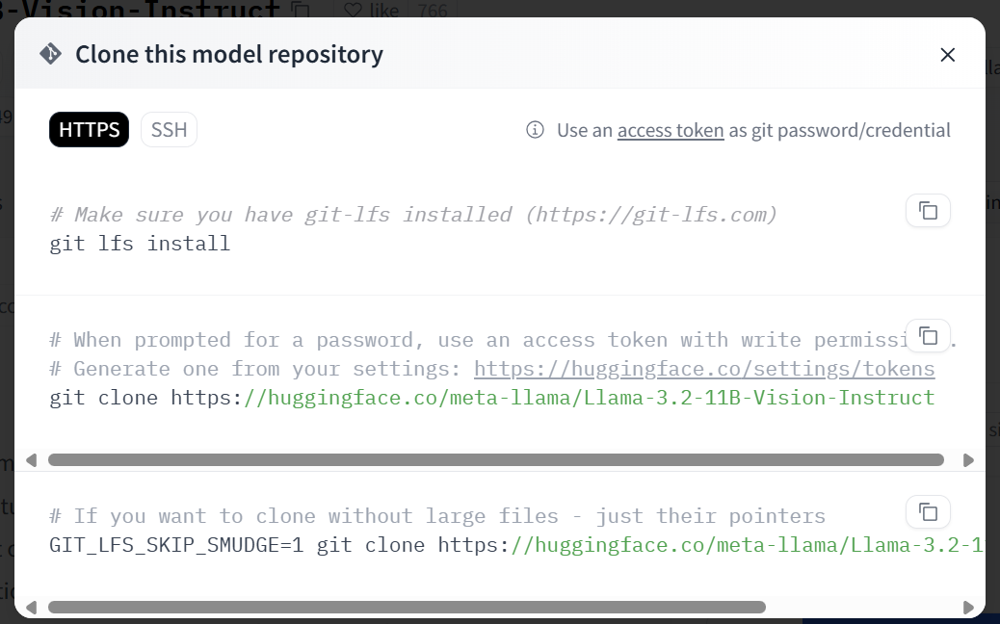 -Vision-Instruct like 766
Clone this model repository
HTTPS SSH Use an access token as git password/credential
# Make sure you have git-lfs installed (https://git-lfs.com)
git lfs install
# When prompted for a password, use an access token with write
# Generate one from your settings: https://huggingface.co/settings/tokens
git clone https://huggingface.co/meta-llama/Llama-3.2-11B-Vision-Instruct
# If you want to clone without large files - just their pointers
GIT_LFS_SKIP_SMUDGE=1 git clone https://huggingface.co/meta-llama/Llama-3.2-1